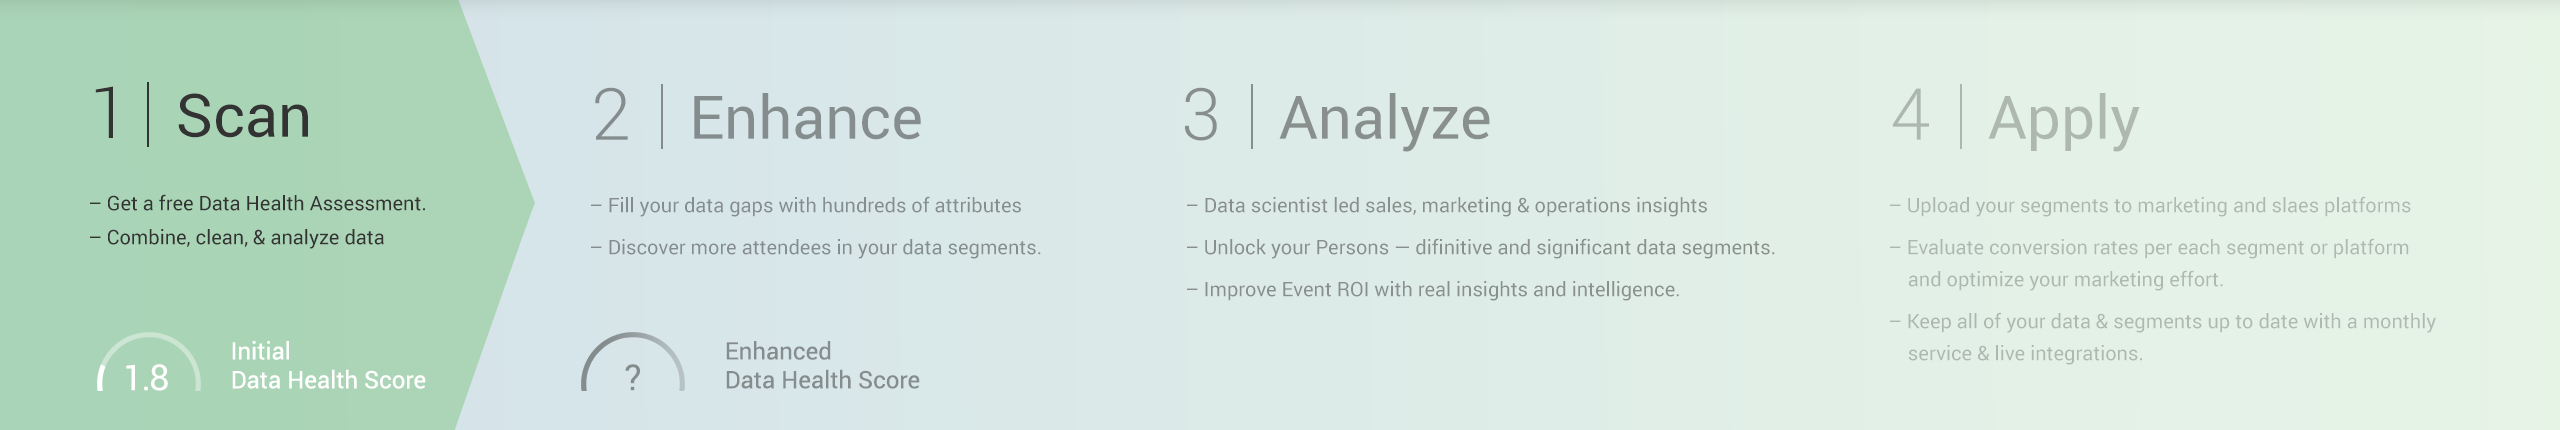 1 | Scan
– Get a free Data Health Assessment.
– Combine, clean, & analyze data
1.8
Initial
Data Health Score
2 | Enhance
– Fill your data gaps with hundreds of attributes
– Discover more attendees in your data segments.
?
Enhanced
Data Health Score
3 | Analyze
– Data scientist led sales, marketing & operations insights
– Unlock your Persons — difinitive and significant data segments.
– Improve Event ROI with real insights and intelligence.
4 | Apply
– Upload your segments to marketing and slaes platforms
– Evaluate conversion rates per each segment or platform
and optimize your marketing effort.
– Keep all of your data & segments up to date with a monthly
service & live integrations.